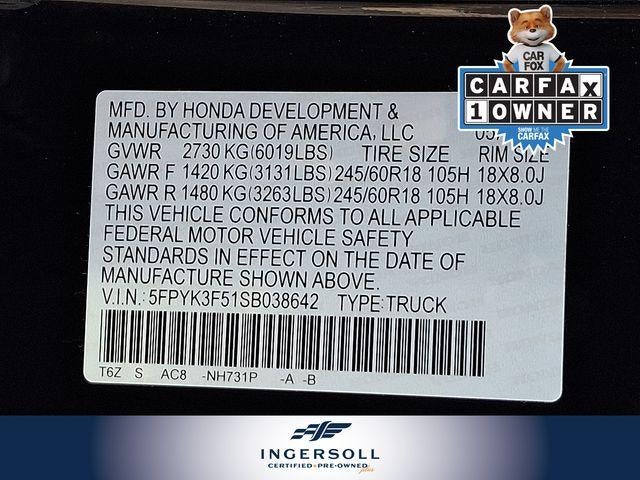 CAR
FOX
CARFAX
1 OWNER
SHOW ME THE
CARFAX
MFD. BY HONDA DEVELOPMENT &
MANUFACTURING OF AMERICA, LLC
GVWR 2730 KG(6019LBS) TIRE SIZE RIM SIZE
GAWR F 1420 KG(3131LBS) 245/60R18 105H 18X8.0J
GAWR R 1480 KG(3263LBS) 245/60R18 105H 18X8.0J
THIS VEHICLE CONFORMS TO ALL APPLICABLE
FEDERAL MOTOR VEHICLE SAFETY
STANDARDS IN EFFECT ON THE DATE OF
MANUFACTURE SHOWN ABOVE.
V.I.N.: 5FPYK3F51SB038642 TYPE:TRUCK
T6Z S AC8 -NH731P -A -B
INGERSOLL
CERTIFIED+PRE-OWNED plus